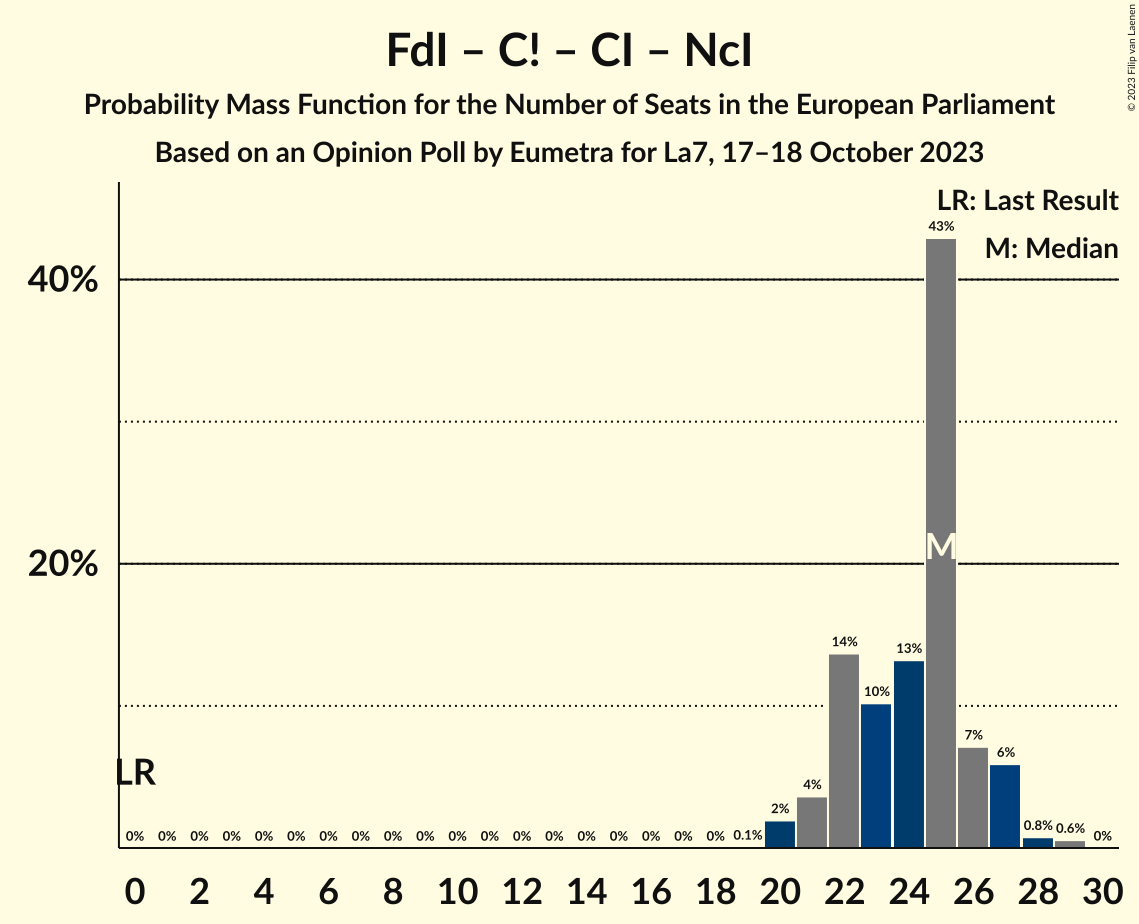 FdI – C! – CI – NcI
Probability Mass Function for the Number of Seats in the European Parliament
Based on an Opinion Poll by Eumetra for La7, 17–18 October 2023
© 2023 Filip van Laenen
LR: Last Result
M: Median
40%
20%
43%
M
14%
13%
10%
7%
6%
4%
2%
LR
0% 0% 0% 0% 0% 0% 0% 0% 0% 0% 0% 0% 0% 0% 0% 0% 0% 0% 0% 0.1% 0.8% 0.6% 0%
0 2 4 6 8 10 12 14 16 18 20 22 24 26 28 30